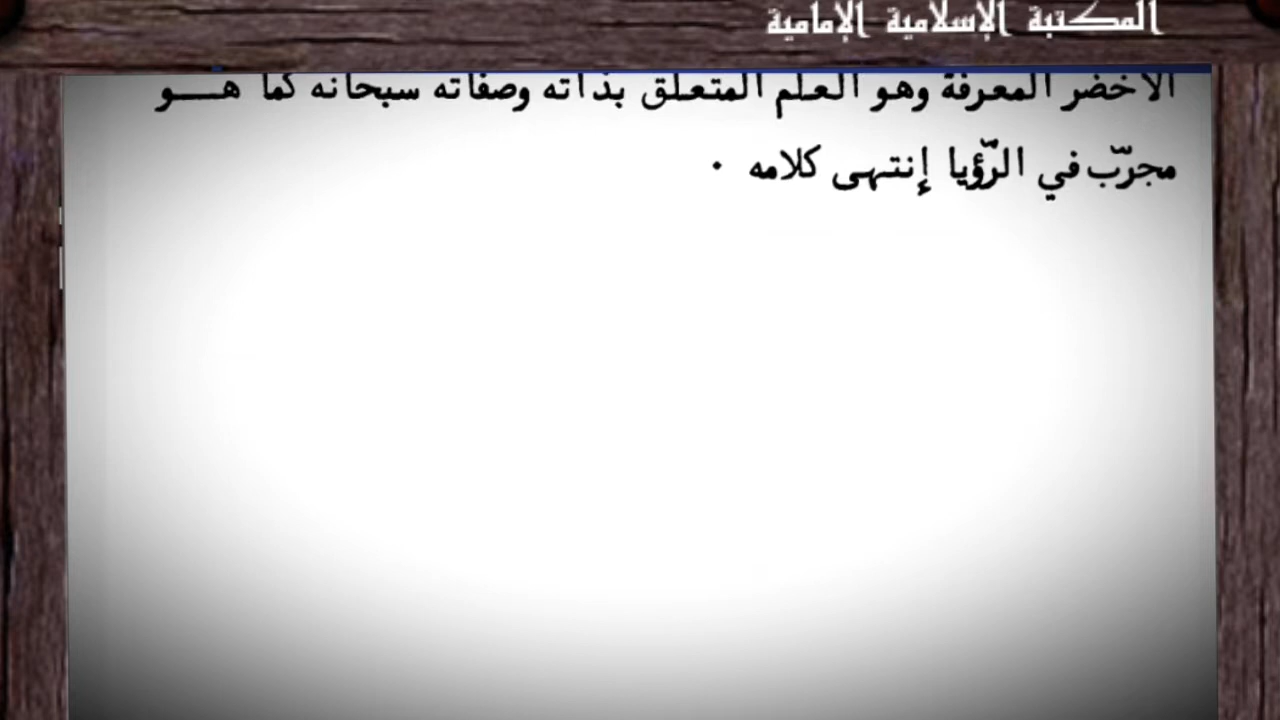 المكتبة الإسلامية الإمامية
الأخضر المعرفة وهو العلم المتعلق بذاته وصفاته سبحانه كما هـــو
مجرّب في الرّؤيا إنتهى كلامه ٠